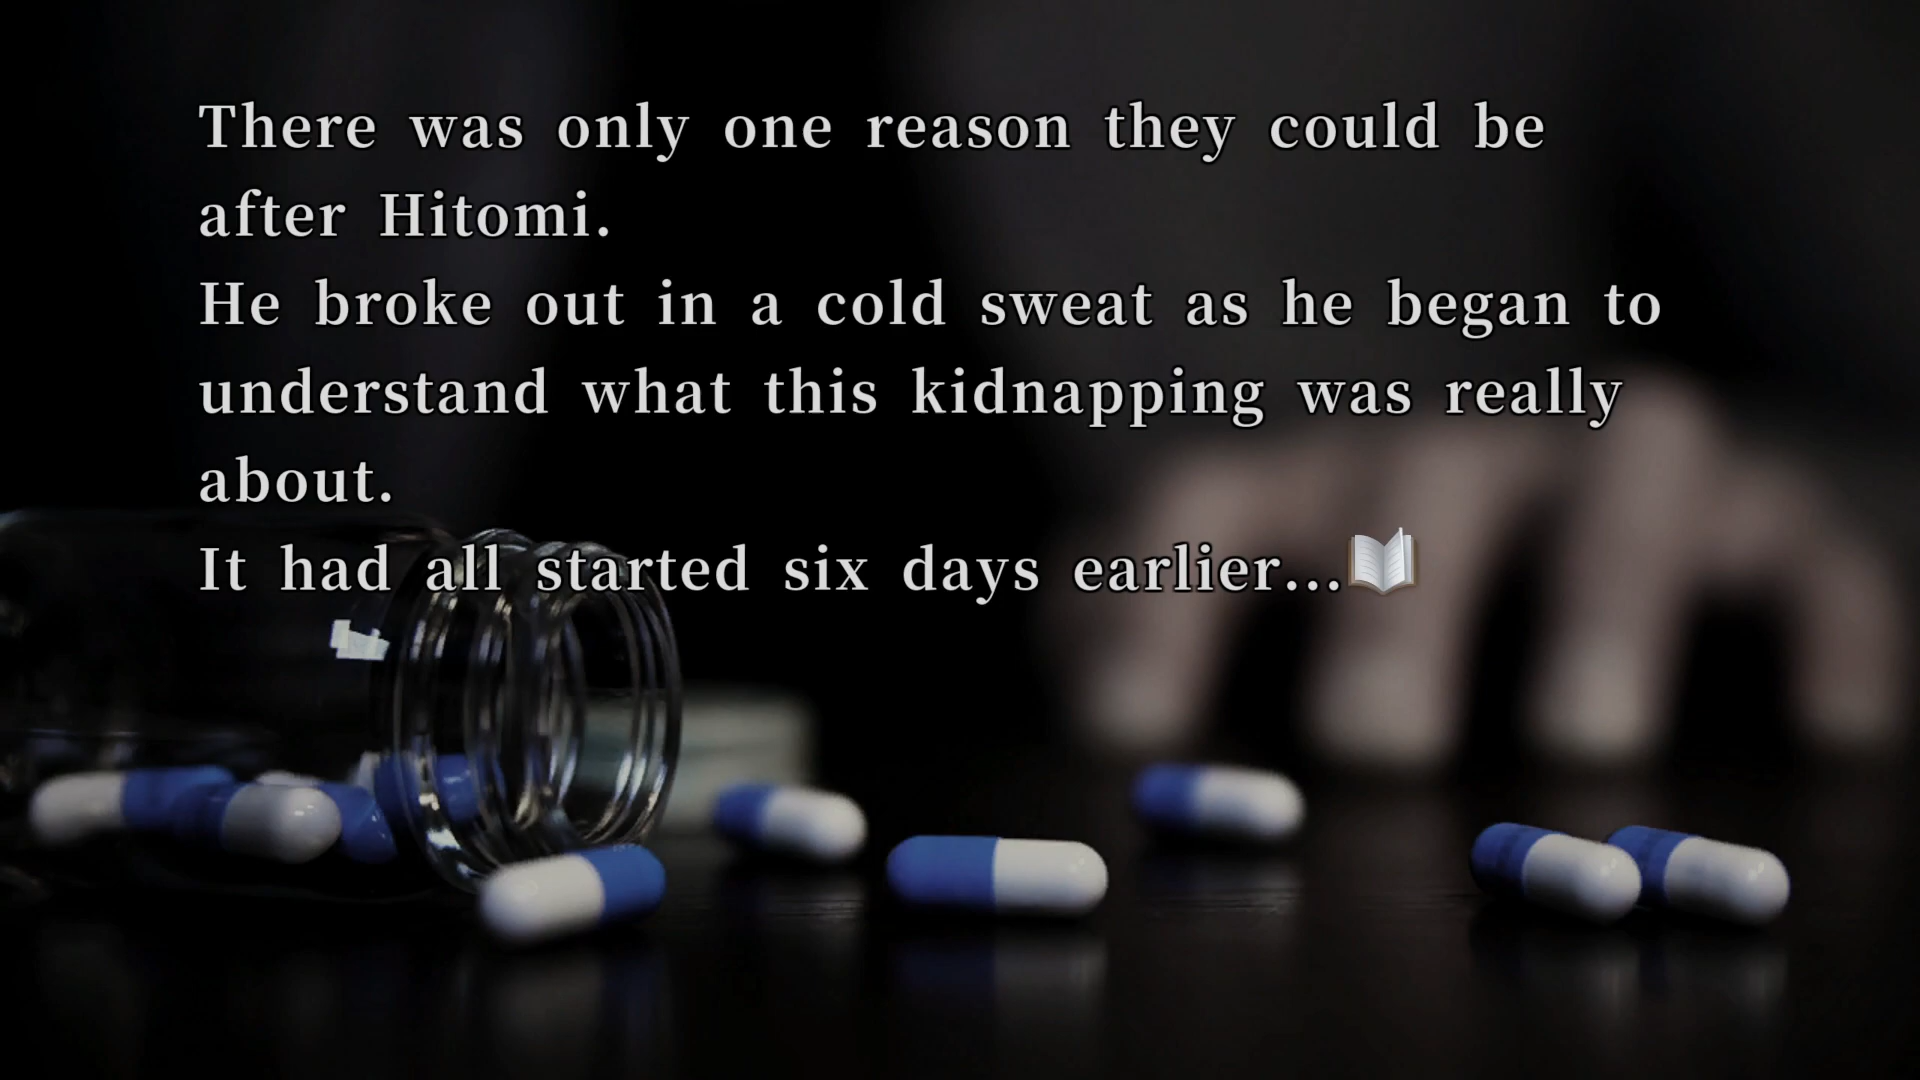 There was only one reason they could be
after Hitomi.
He broke out in a cold sweat as he began to
understand what this kidnapping was really
about.
It had all started six days earlier...